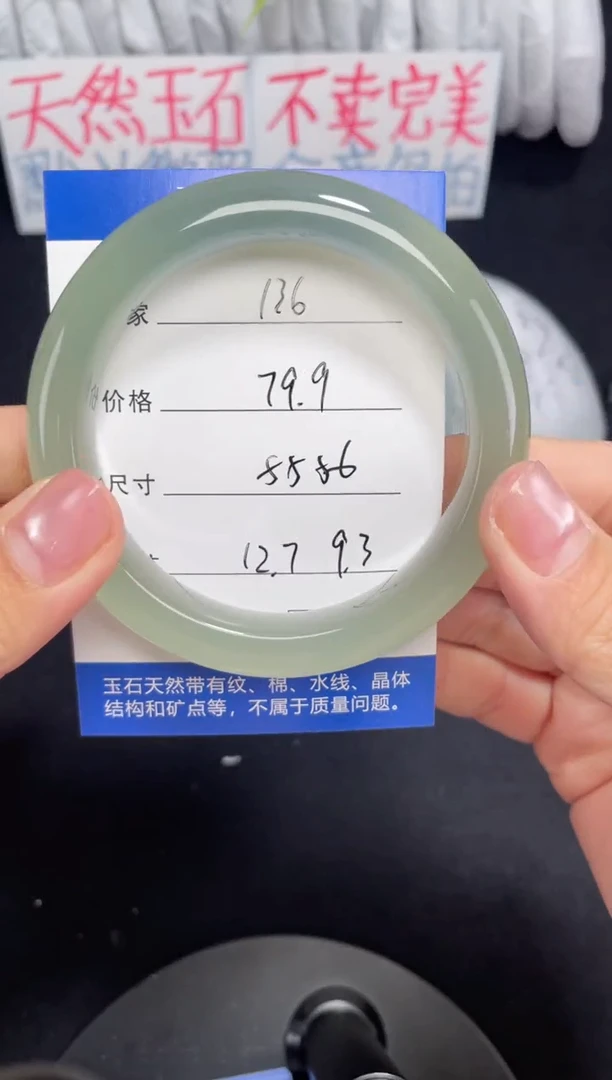 天然玉石 不卖完美
家 136
价格 79.9
尺寸 55 56
12.7 9.3
玉石天然带有纹、棉、水线、晶体
结构和矿点等，不属于质量问题。